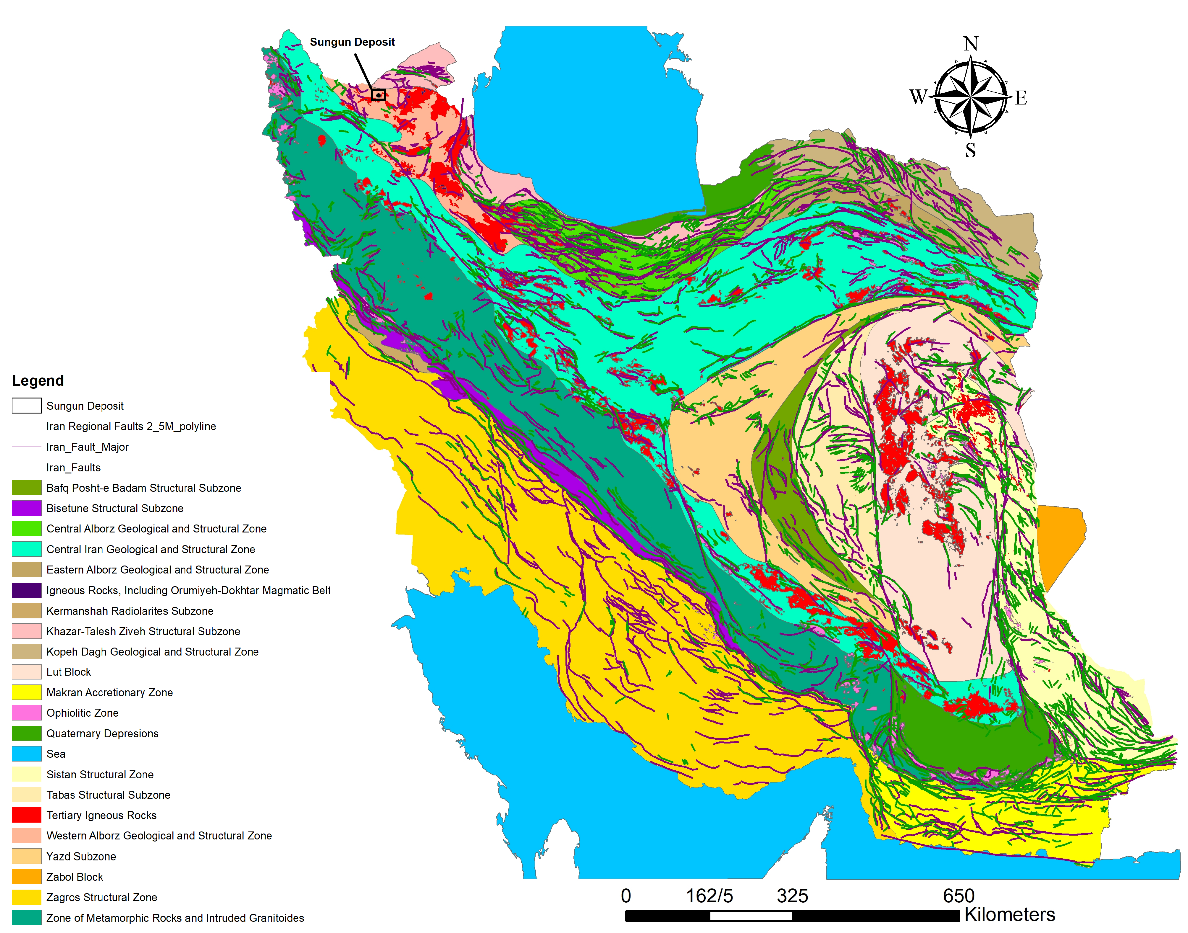 Sungun Deposit
N
W
E
S
Legend
Sungun Deposit
Iran Regional Faults 2_5M_polyline
Iran_Fault_Major
Iran_Faults
Bafq Posht-e Badam Structural Subzone
Bisetune Structural Subzone
Central Alborz Geological and Structural Zone
Central Iran Geological and Structural Zone
Eastern Alborz Geological and Structural Zone
Igneous Rocks, Including Orumiyeh-Dokhtar Magmatic Belt
Kermanshah Radiolarites Subzone
Khazar-Talesh Ziveh Structural Subzone
Kopeh Dagh Geological and Structural Zone
Lut Block
Makran Accretionary Zone
Ophiolitic Zone
Quaternary Depresions
Sea
Sistan Structural Zone
Tabas Structural Subzone
Tertiary Igneous Rocks
Western Alborz Geological and Structural Zone
Yazd Subzone
Zabol Block
Zagros Structural Zone
Zone of Metamorphic Rocks and Intruded Granitoides
0 162/5 325 650
Kilometers